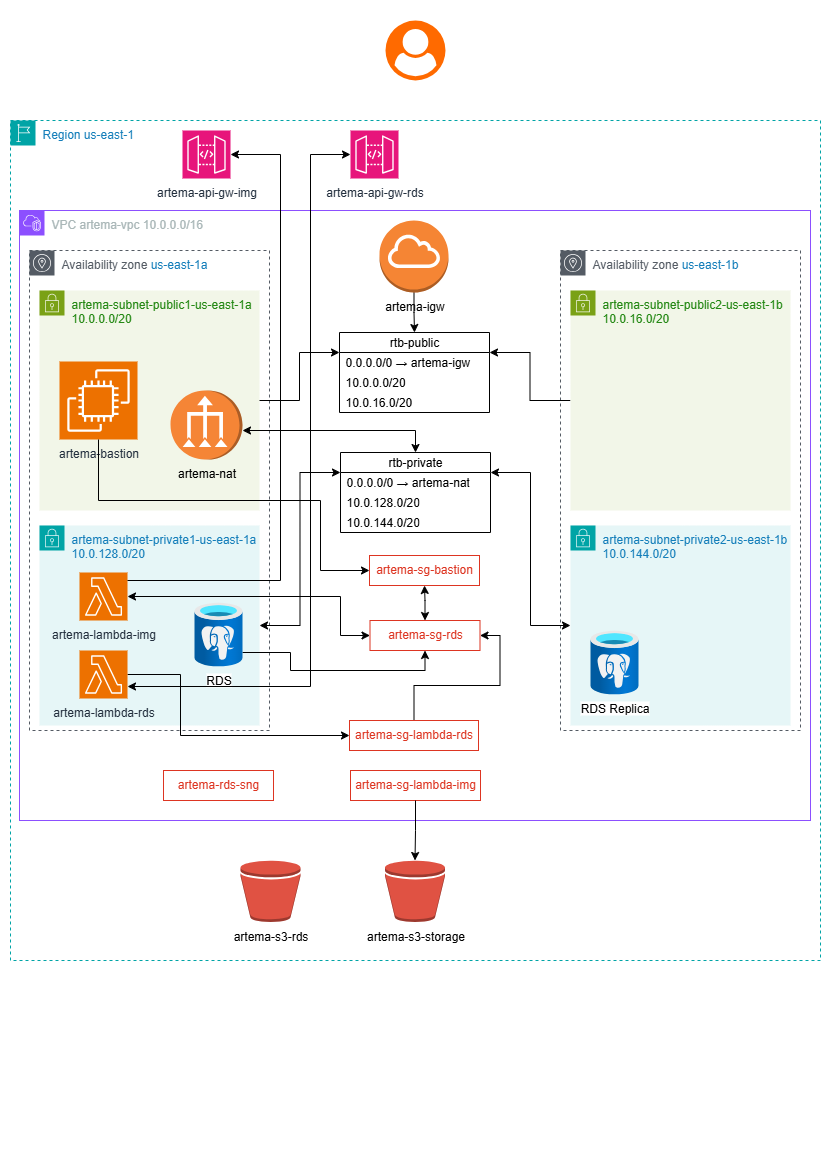 Region us-east-1
artema-api-gw-img
artema-api-gw-rds
VPC artema-vpc 10.0.0.0/16
Availability zone us-east-1a
artema-subnet-public1-us-east-1a
10.0.0.0/20
artema-bastion
artema-nat
artema-subnet-private1-us-east-1a
10.0.128.0/20
artema-lambda-img
RDS
artema-lambda-rds
artema-igw
rtb-public
0.0.0.0/0 → artema-igw
10.0.0.0/20
10.0.16.0/20
rtb-private
0.0.0.0/0 → artema-nat
10.0.128.0/20
10.0.144.0/20
artema-sg-bastion
artema-sg-rds
artema-sg-lambda-rds
artema-rds-sng
artema-sg-lambda-img
Availability zone us-east-1b
artema-subnet-public2-us-east-1b
10.0.16.0/20
artema-subnet-private2-us-east-1b
10.0.144.0/20
RDS Replica
artema-s3-rds
artema-s3-storage